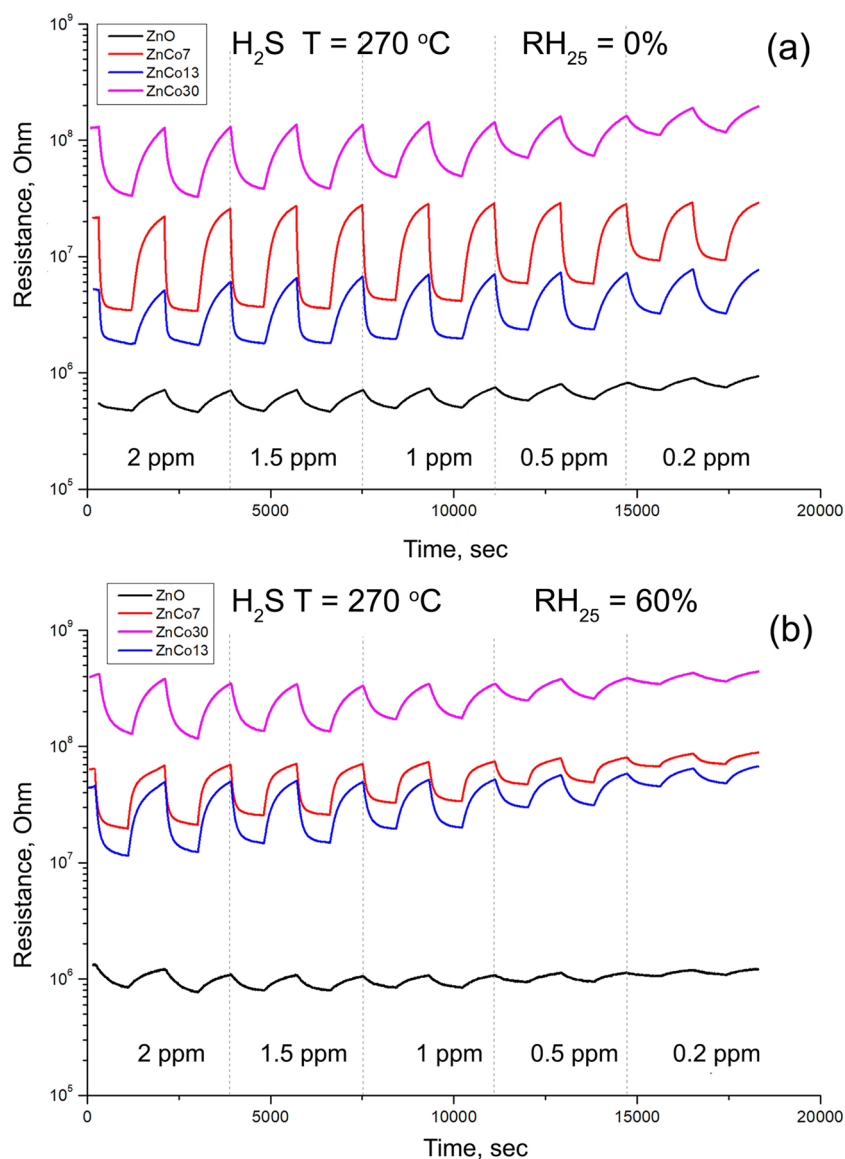 10⁹
ZnO
ZnCo7
ZnCo13
ZnCo30
H₂S T = 270 ºC RH₂₅ = 0% (a)
10⁸
10⁷
10⁶
10⁵
Resistance, Ohm
2 ppm 1.5 ppm 1 ppm 0.5 ppm 0.2 ppm
0 5000 10000 15000 20000
Time, sec
ZnO
ZnCo7
ZnCo30
ZnCo13
H₂S T = 270 ºC RH₂₅ = 60% (b)
10⁹
10⁸
10⁷
10⁶
10⁵
Resistance, Ohm
2 ppm 1.5 ppm 1 ppm 0.5 ppm 0.2 ppm
0 5000 10000 15000 20000
Time, sec